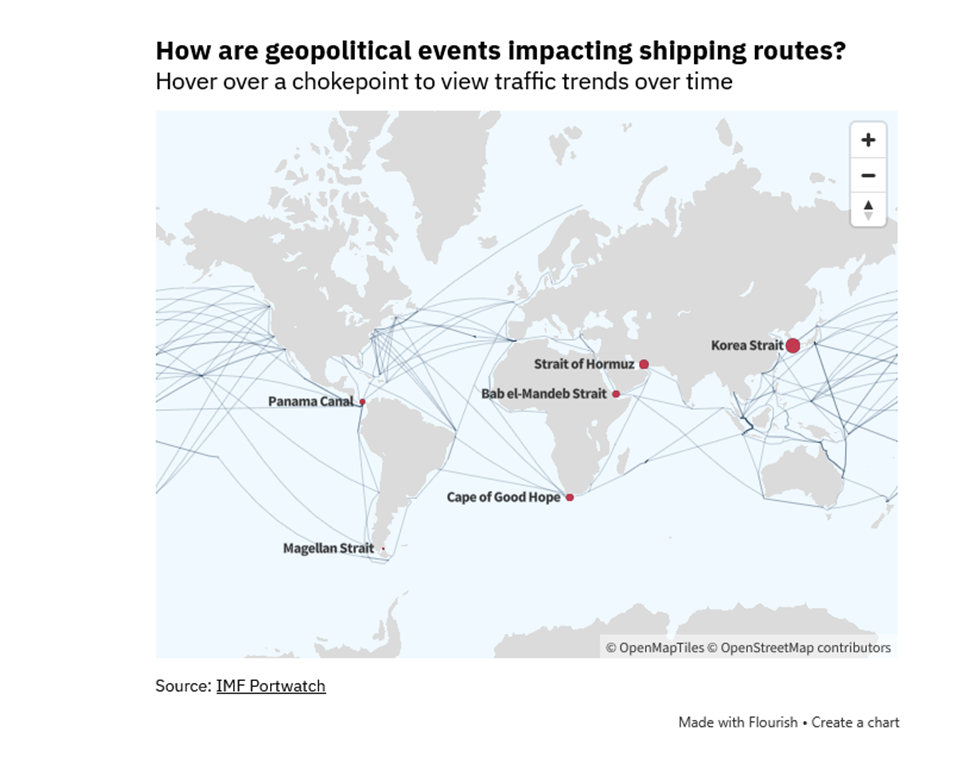 How are geopolitical events impacting shipping routes?
Hover over a chokepoint to view traffic trends over time
+
−
Korea Strait
Strait of Hormuz
Bab el-Mandeb Strait
Panama Canal
Cape of Good Hope
Magellan Strait
© OpenMapTiles © OpenStreetMap contributors
Source: IMF Portwatch
Made with Flourish • Create a chart